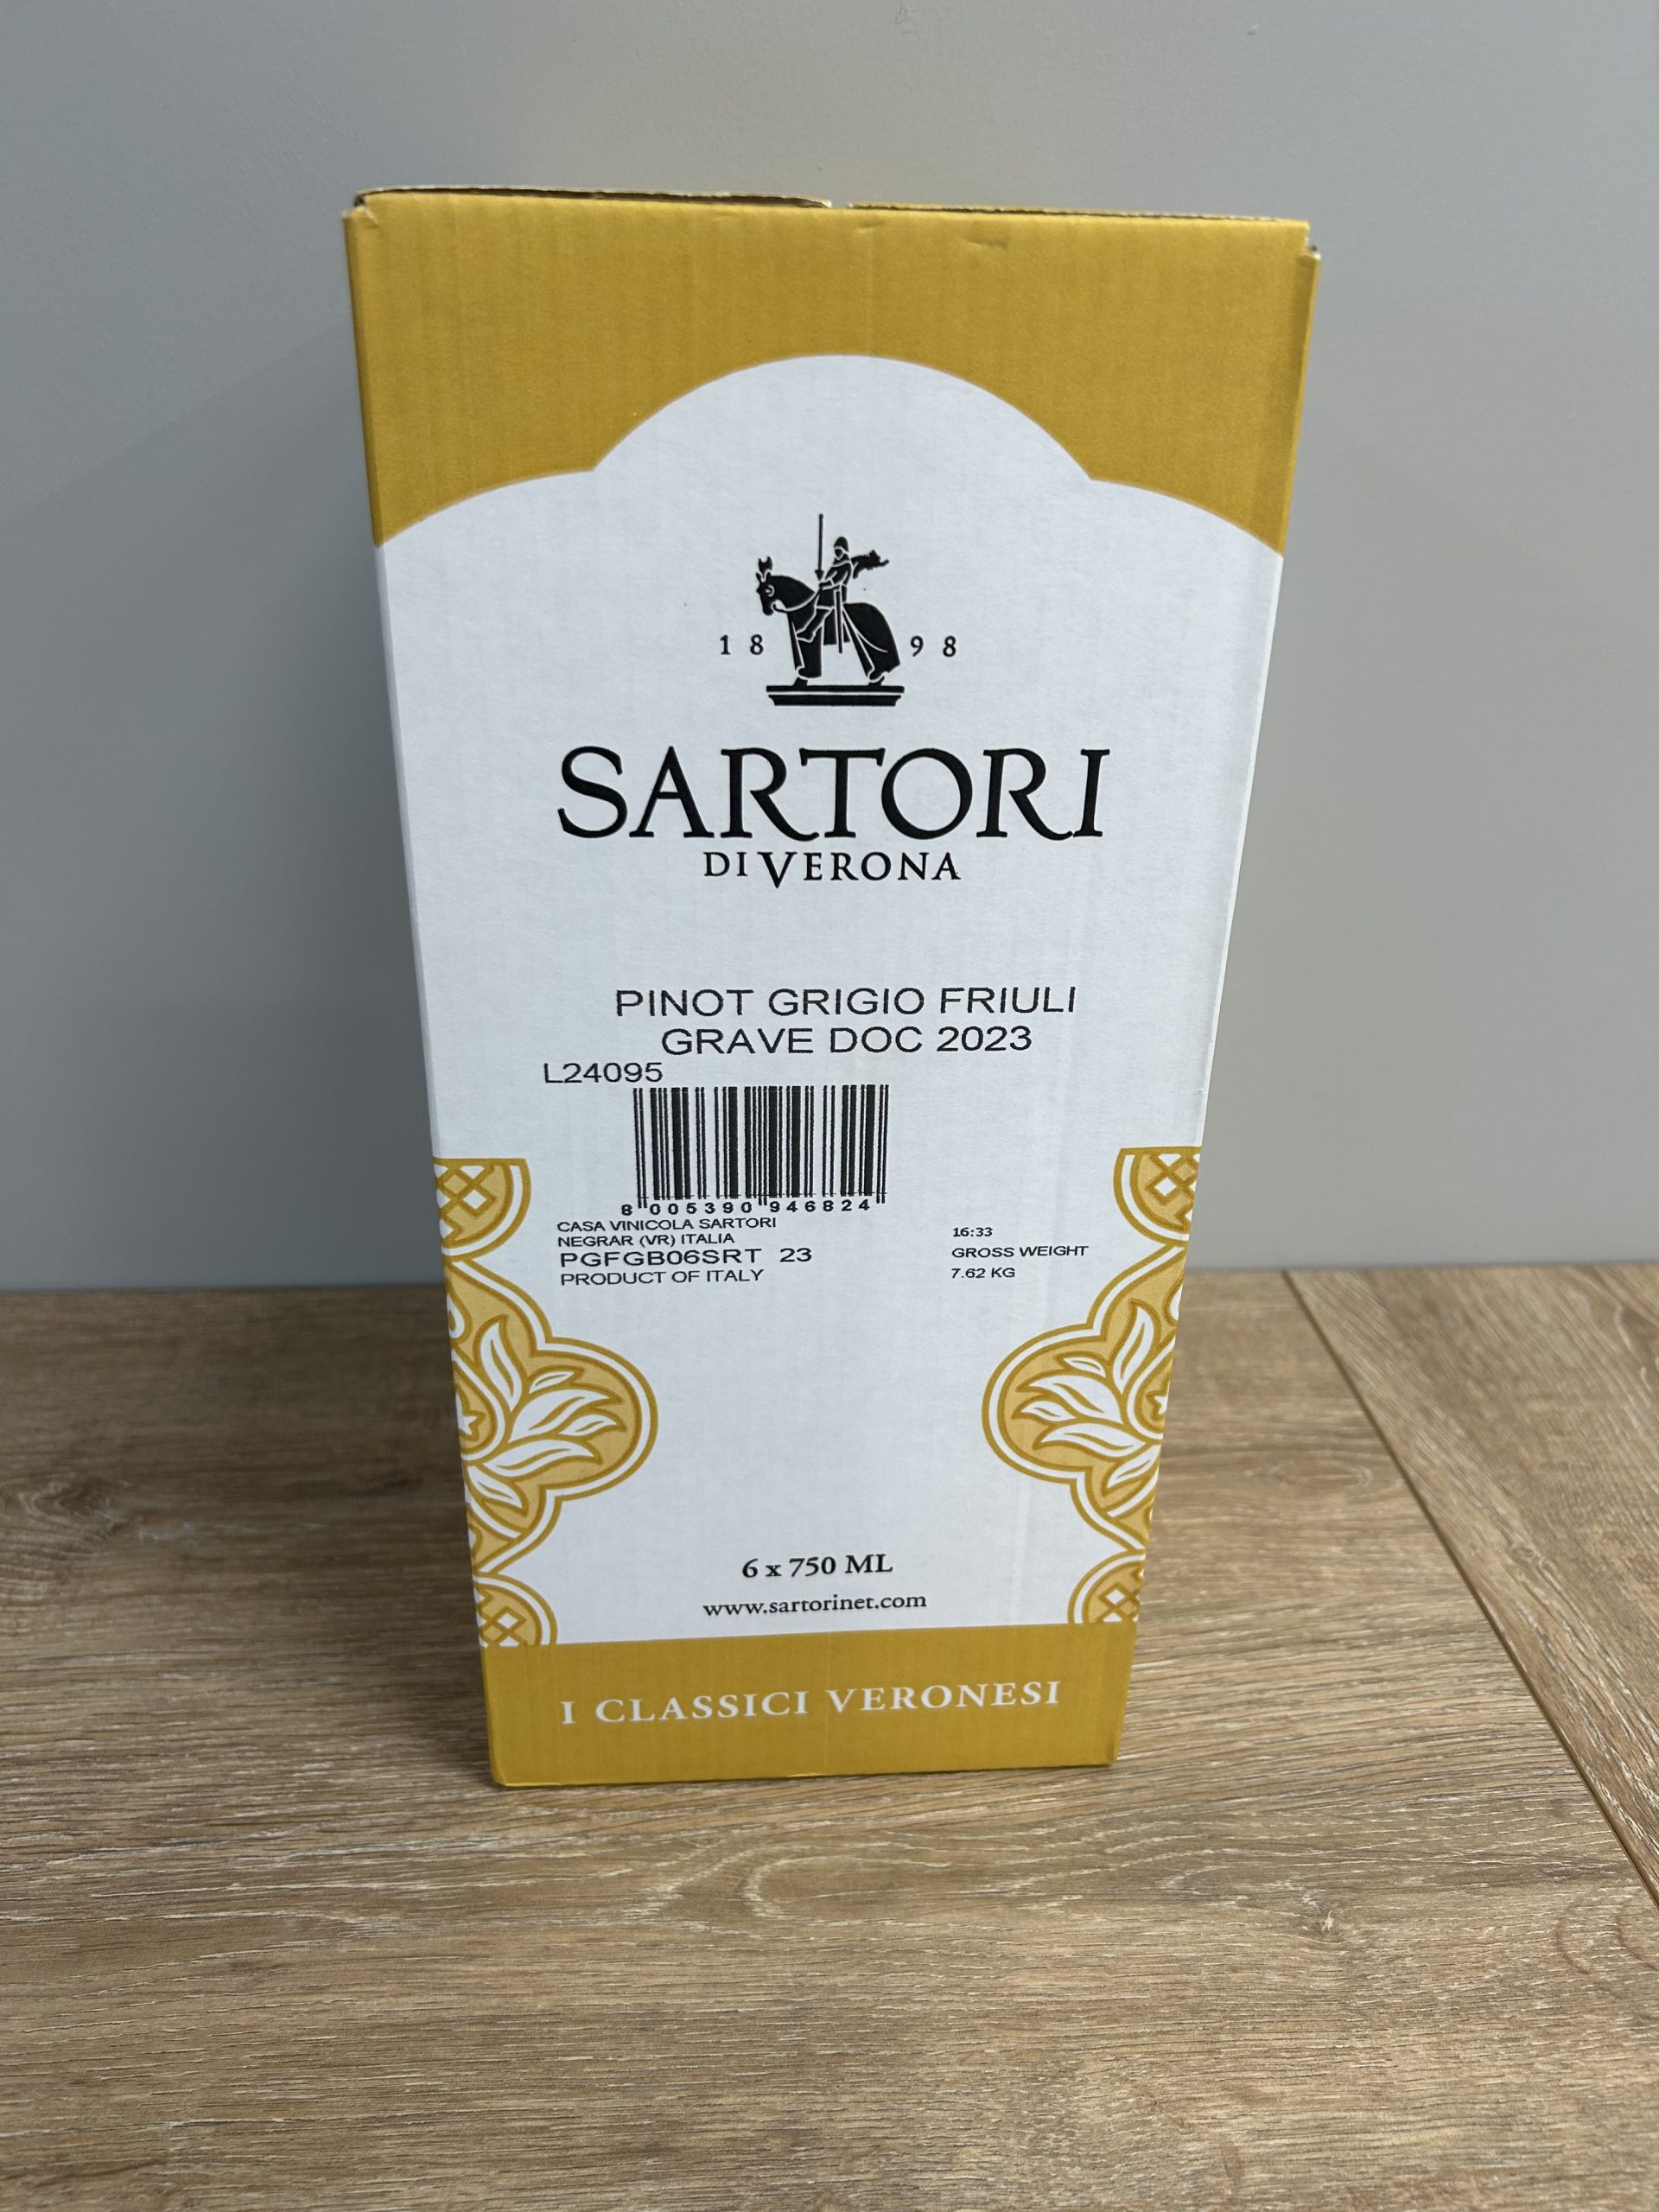 18 98
SARTORI
DI VERONA
PINOT GRIGIO FRIULI
GRAVE DOC 2023
L24095
8 005390 946824
CASA VINICOLA SARTORI
NEGRAR (VR) ITALIA
PGFGB06SRT 23
PRODUCT OF ITALY
16:33
GROSS WEIGHT
7.62 KG
6 x 750 ML
www.sartorinet.com
I CLASSICI VERONESI